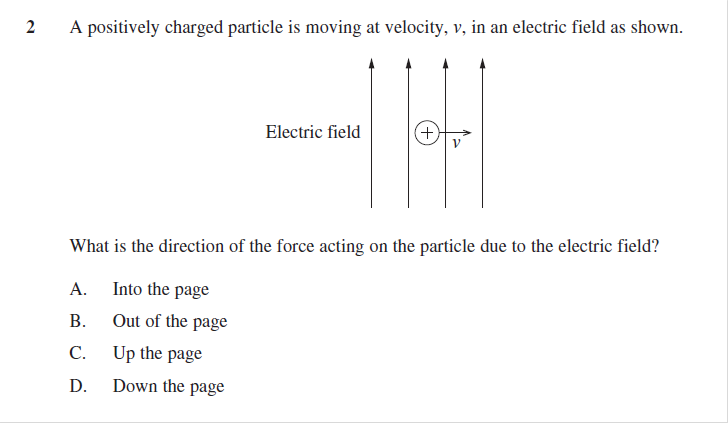 2 A positively charged particle is moving at velocity, v, in an electric field as shown.
Electric field
+
v
What is the direction of the force acting on the particle due to the electric field?
A. Into the page
B. Out of the page
C. Up the page
D. Down the page